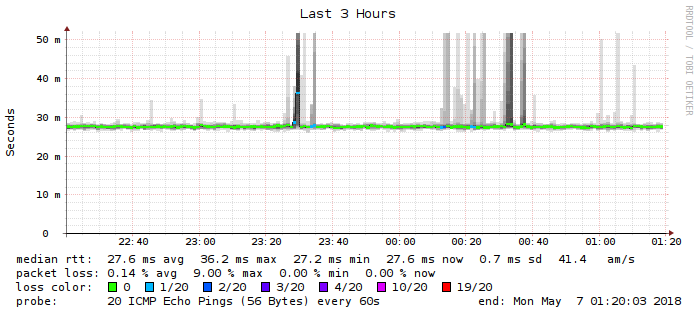 Last 3 Hours
RRDTOOL / TOBI OETIKER
Seconds
50 m
40 m
30 m
20 m
10 m
0
22:40 23:00 23:20 23:40 00:00 00:20 00:40 01:00 01:20
median rtt: 27.6 ms avg 36.2 ms max 27.2 ms min 27.6 ms now 0.7 ms sd 41.4 am/s
packet loss: 0.14 % avg 9.00 % max 0.00 % min 0.00 % now
loss color: 0 1/20 2/20 3/20 4/20 10/20 19/20
probe: 20 ICMP Echo Pings (56 Bytes) every 60s end: Mon May 7 01:20:03 2018